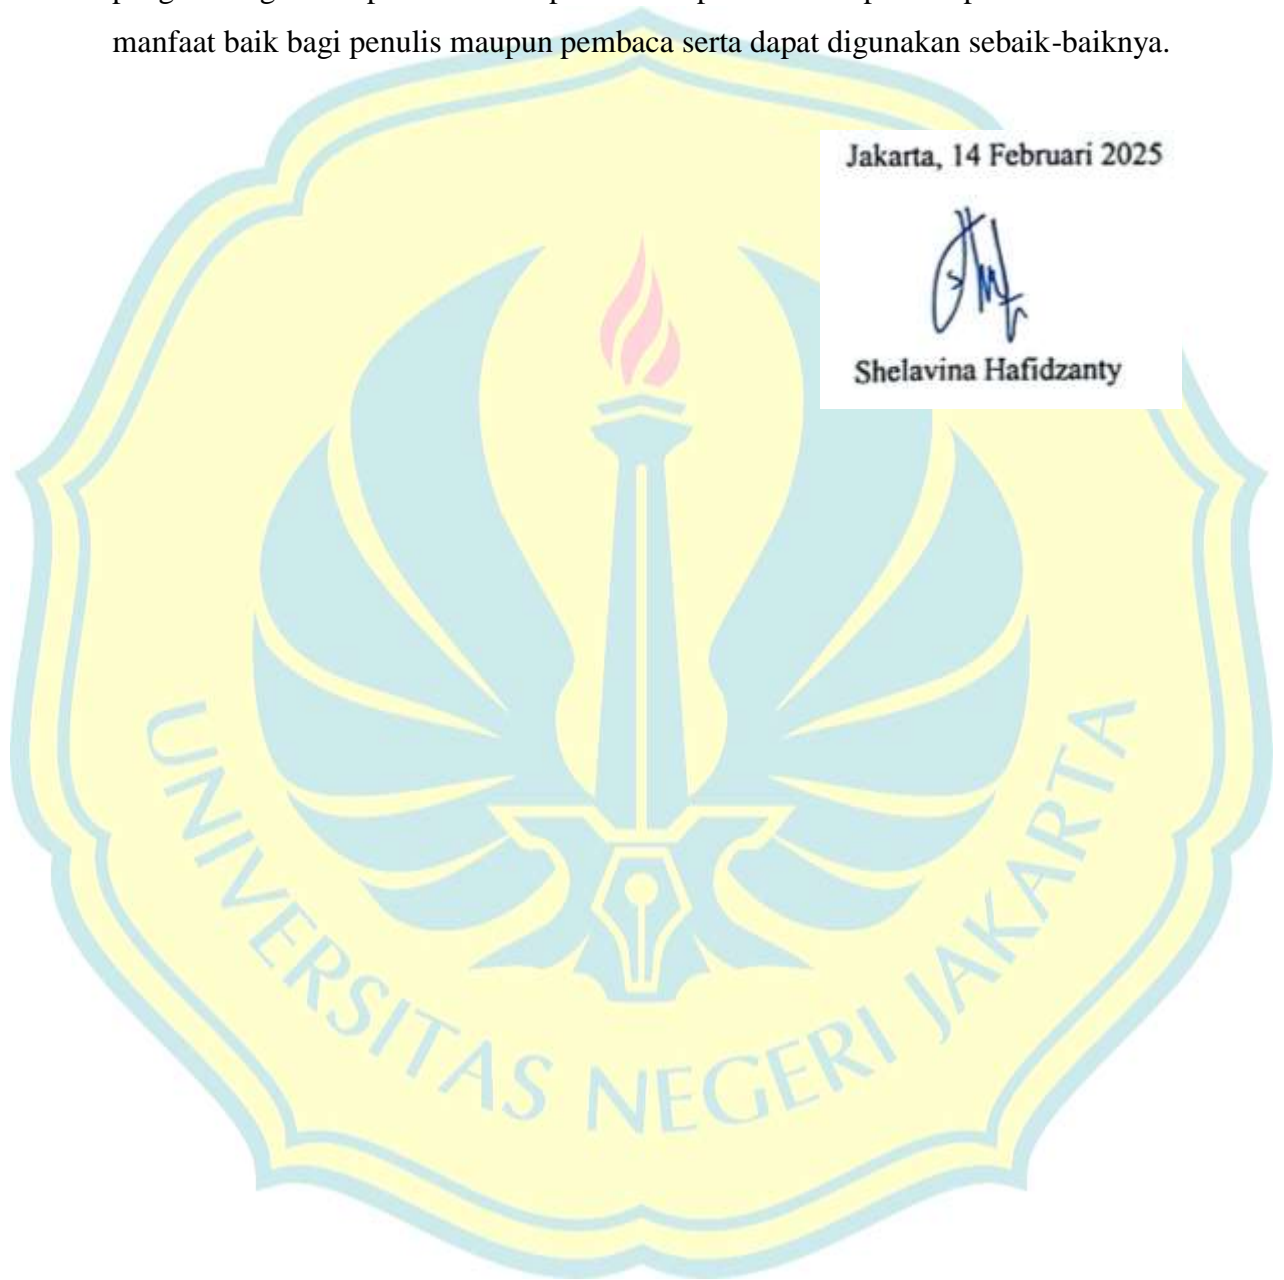 manfaat baik bagi penulis maupun pembaca serta dapat digunakan sebaik-baiknya.
Jakarta, 14 Februari 2025
Shelavina Hafidzanty
UNIVERSITAS NEGERI JAKARTA